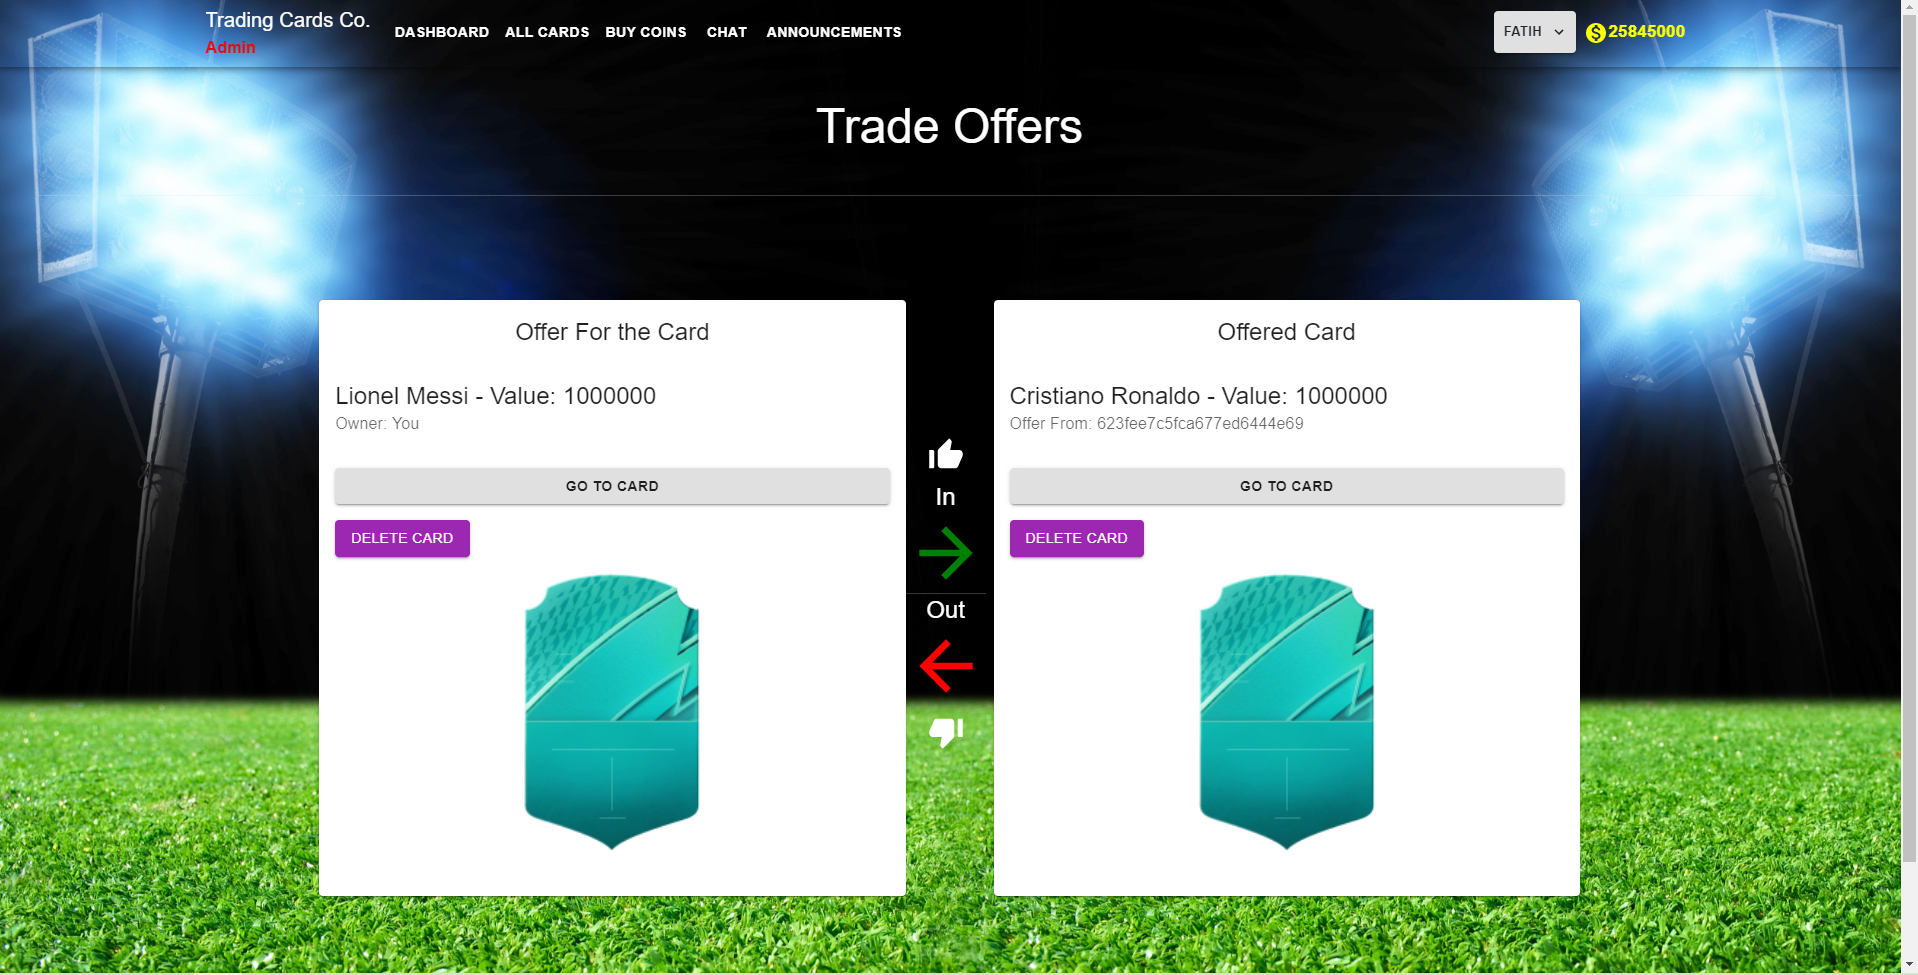 Trading Cards Co.
Admin
DASHBOARD
ALL CARDS
BUY COINS
CHAT
ANNOUNCEMENTS
FATIH
$ 25845000
Trade Offers
Offer For the Card
Lionel Messi - Value: 1000000
Owner: You
GO TO CARD
DELETE CARD
In
Out
Offered Card
Cristiano Ronaldo - Value: 1000000
Offer From: 623fee7c5fca677ed6444e69
GO TO CARD
DELETE CARD